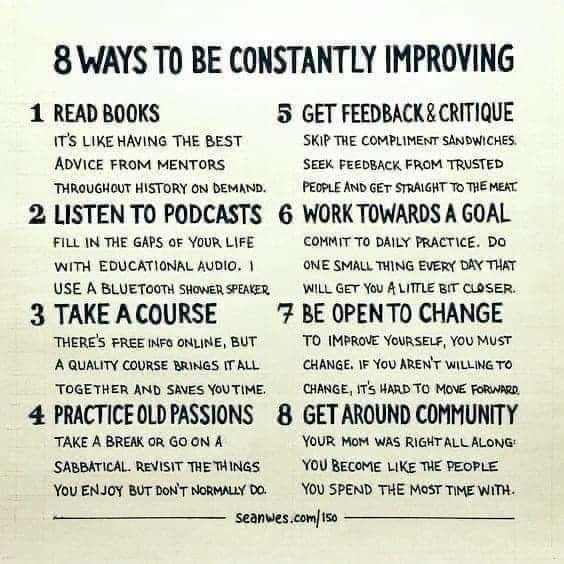 8 WAYS TO BE CONSTANTLY IMPROVING
1 READ BOOKS
IT'S LIKE HAVING THE BEST
ADVICE FROM MENTORS
THROUGHOUT HISTORY ON DEMAND.
2 LISTEN TO PODCASTS
FILL IN THE GAPS OF YOUR LIFE
WITH EDUCATIONAL AUDIO. I
USE A BLUETOOTH SHOWER SPEAKER
3 TAKE A COURSE
THERE'S FREE INFO ONLINE, BUT
A QUALITY COURSE BRINGS IT ALL
TOGETHER AND SAVES YOU TIME.
4 PRACTICE OLD PASSIONS
TAKE A BREAK OR GO ON A
SABBATICAL. REVISIT THE THINGS
YOU ENJOY BUT DON'T NORMALLY DO.
5 GET FEEDBACK & CRITIQUE
SKIP THE COMPLIMENT SANDWICHES.
SEEK FEEDBACK FROM TRUSTED
PEOPLE AND GET STRAIGHT TO THE MEAT.
6 WORK TOWARDS A GOAL
COMMIT TO DAILY PRACTICE. DO
ONE SMALL THING EVERY DAY THAT
WILL GET YOU A LITTLE BIT CLOSER.
7 BE OPEN TO CHANGE
TO IMPROVE YOURSELF, YOU MUST
CHANGE. IF YOU AREN'T WILLING TO
CHANGE, IT'S HARD TO MOVE FORWARD.
8 GET AROUND COMMUNITY
YOUR MOM WAS RIGHT ALL ALONG:
YOU BECOME LIKE THE PEOPLE
YOU SPEND THE MOST TIME WITH.
seanwes.com/150